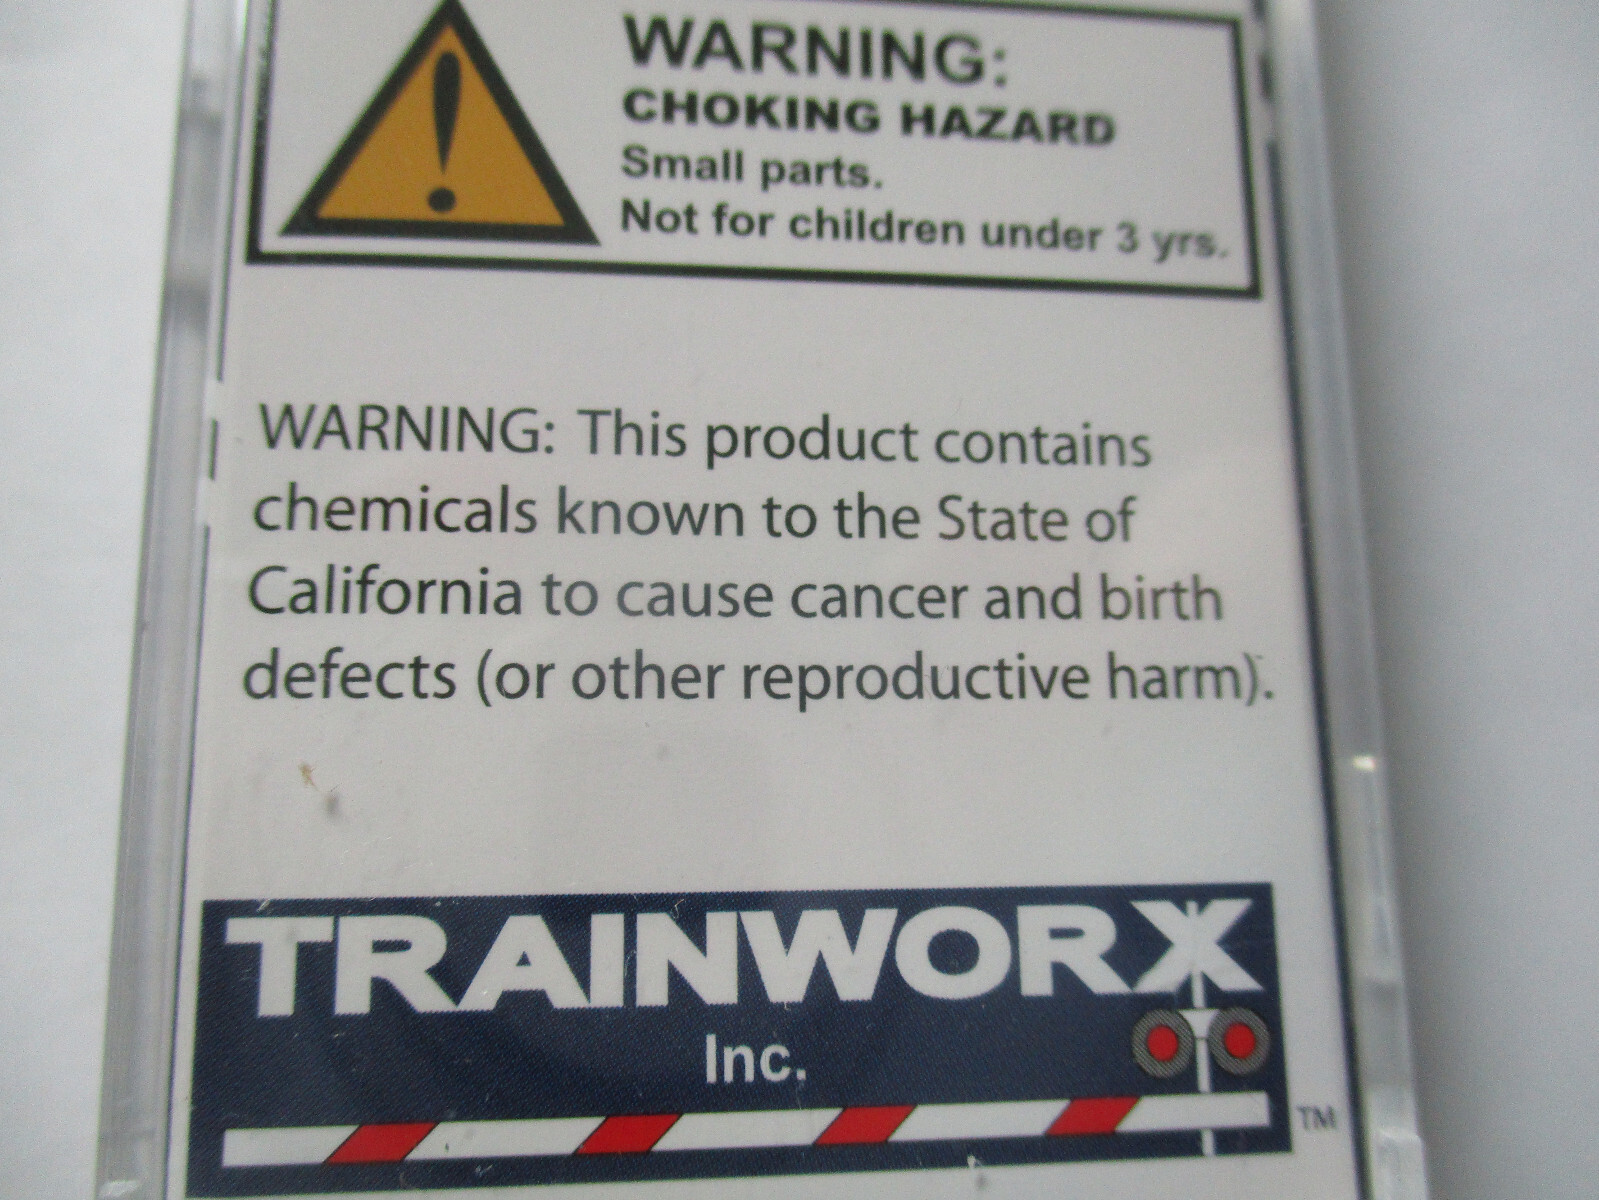 WARNING:
CHOKING HAZARD
Small parts.
Not for children under 3 yrs.
WARNING: This product contains
chemicals known to the State of
California to cause cancer and birth
defects (or other reproductive harm).
TRAINWORX
Inc.
TM